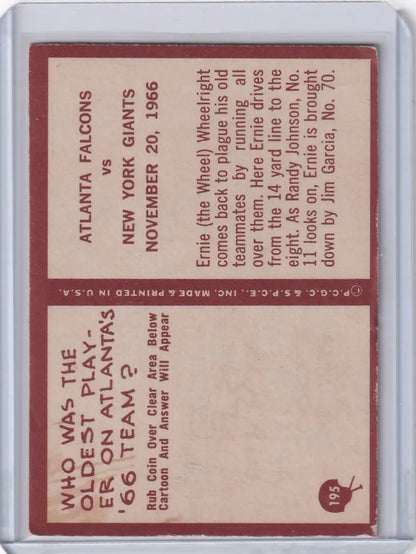 ATLANTA FALCONS
vs
NEW YORK GIANTS
NOVEMBER 20, 1966
Ernie (the Wheel) Wheelright
comes back to plague his old
teammates by running all
over them. Here Ernie drives
from the 14 yard line to the
eight. As Randy Johnson, No.
11 looks on, Ernie is brought
down by Jim Garcia, No. 70.
©P.C.G.C. & S.P.C.E., INC. MADE & PRINTED IN U.S.A.
WHO WAS THE
OLDEST PLAY-
ER ON ATLANTA'S
'66 TEAM?
Rub Coin Over Clear Area Below
Cartoon And Answer Will Appear
195